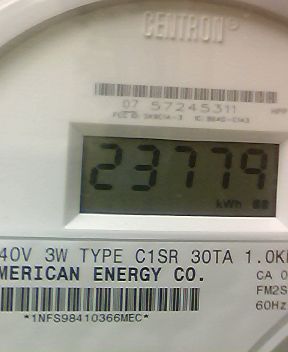 CENTRON®
07 57245311
23779
kWh 88
40V 3W TYPE C1SR 30TA 1.0K
MERICAN ENERGY CO.
CA 0
FM2S
60Hz
*1NFS98410366MEC*